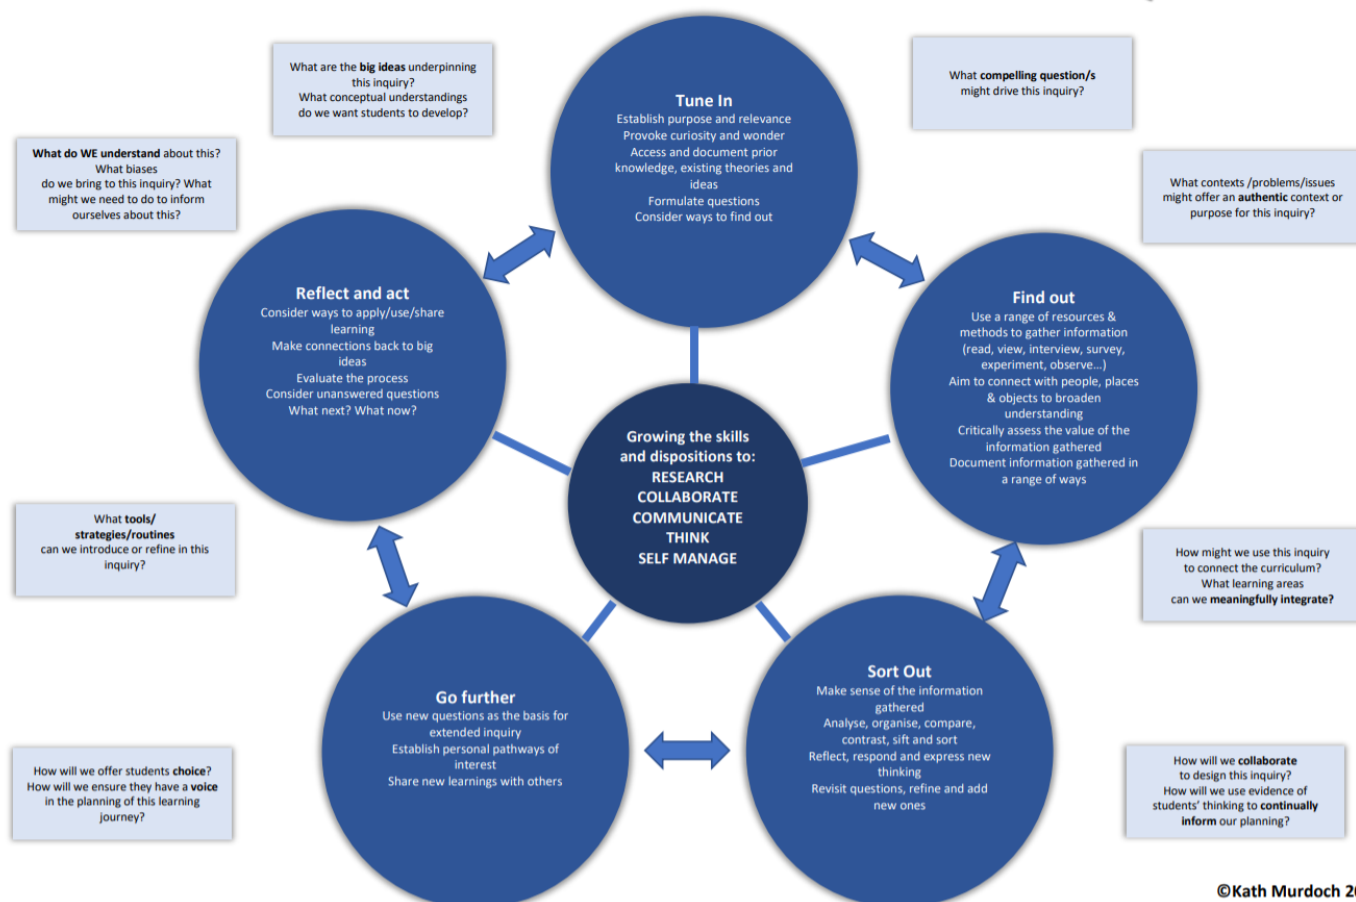 What are the big ideas underpinning
this inquiry?
What conceptual understandings
do we want students to develop?
What compelling question/s
might drive this inquiry?
Tune In
Establish purpose and relevance
Provoke curiosity and wonder
Access and document prior
knowledge, existing theories and
ideas
Formulate questions
Consider ways to find out
What do WE understand about this?
What biases
do we bring to this inquiry? What
might we need to do to inform
ourselves about this?
What contexts /problems/issues
might offer an authentic context or
purpose for this inquiry?
Reflect and act
Consider ways to apply/use/share
learning
Make connections back to big
ideas
Evaluate the process
Consider unanswered questions
What next? What now?
Find out
Use a range of resources &
methods to gather information
(read, view, interview, survey,
experiment, observe…)
Aim to connect with people, places
& objects to broaden
understanding
Critically assess the value of the
information gathered
Document information gathered in
a range of ways
Growing the skills
and dispositions to:
RESEARCH
COLLABORATE
COMMUNICATE
THINK
SELF MANAGE
What tools/
strategies/routines
can we introduce or refine in this
inquiry?
How might we use this inquiry
to connect the curriculum?
What learning areas
can we meaningfully integrate?
Go further
Use new questions as the basis for
extended inquiry
Establish personal pathways of
interest
Share new learnings with others
Sort Out
Make sense of the information
gathered
Analyse, organise, compare,
contrast, sift and sort
Reflect, respond and express new
thinking
Revisit questions, refine and add
new ones
How will we offer students choice?
How will we ensure they have a voice
in the planning of this learning
journey?
How will we collaborate
to design this inquiry?
How will we use evidence of
students' thinking to continually
inform our planning?
©Kath Murdoch